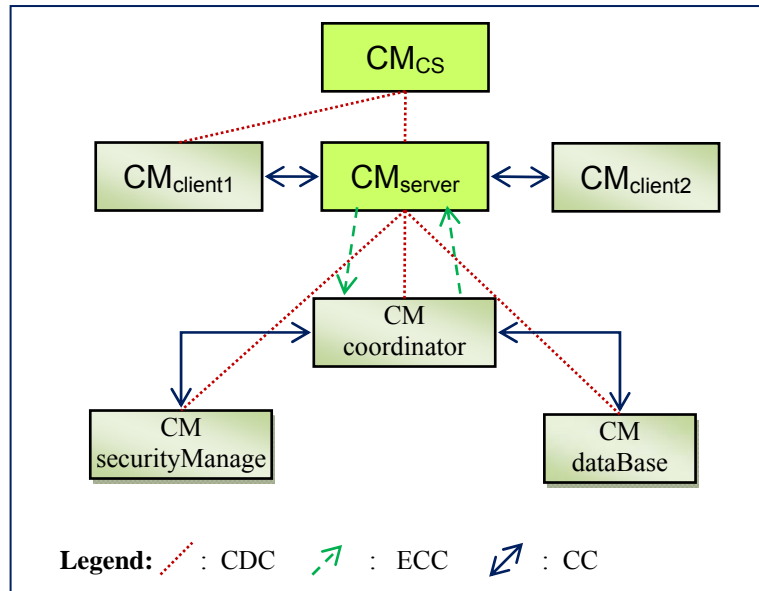 CMCS
CMclient1
CMserver
CMclient2
CM
coordinator
CM
securityManage
CM
dataBase
Legend: : CDC : ECC : CC